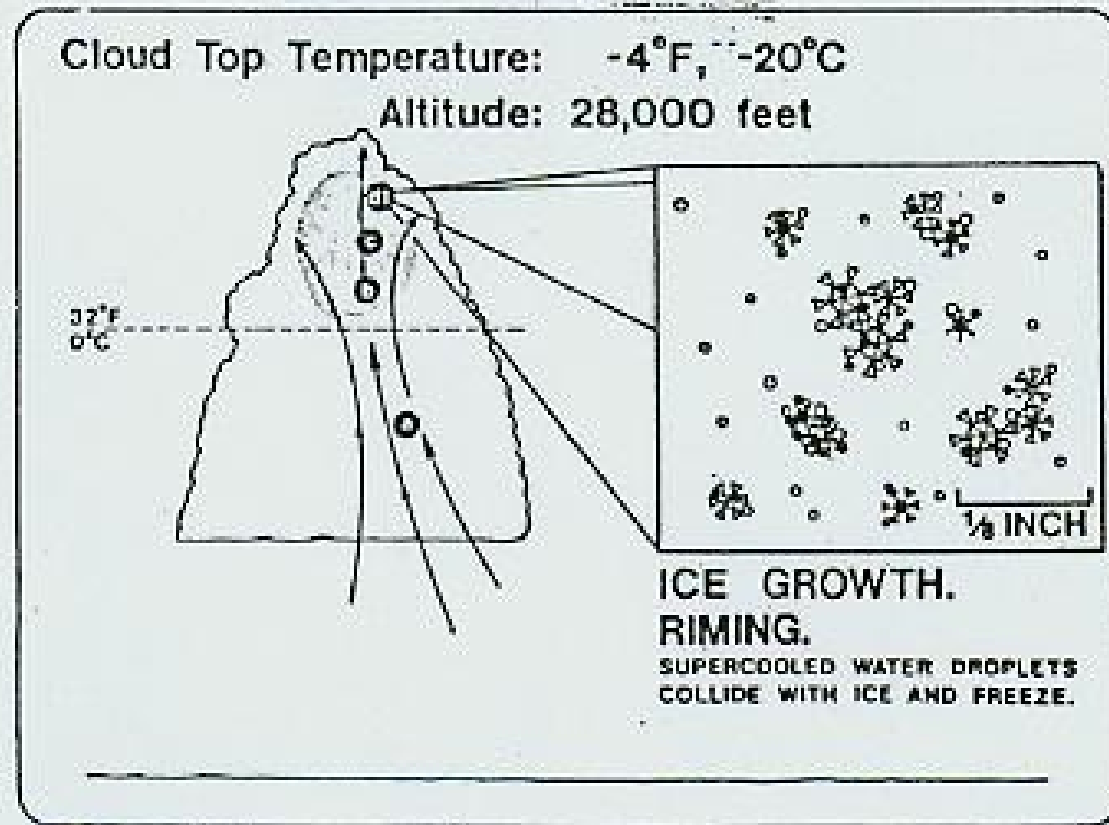 Cloud Top Temperature: -4°F, -20°C
Altitude: 28,000 feet
32°F
0°C
1/8 INCH
ICE GROWTH.
RIMING.
SUPERCOOLED WATER DROPLETS
COLLIDE WITH ICE AND FREEZE.